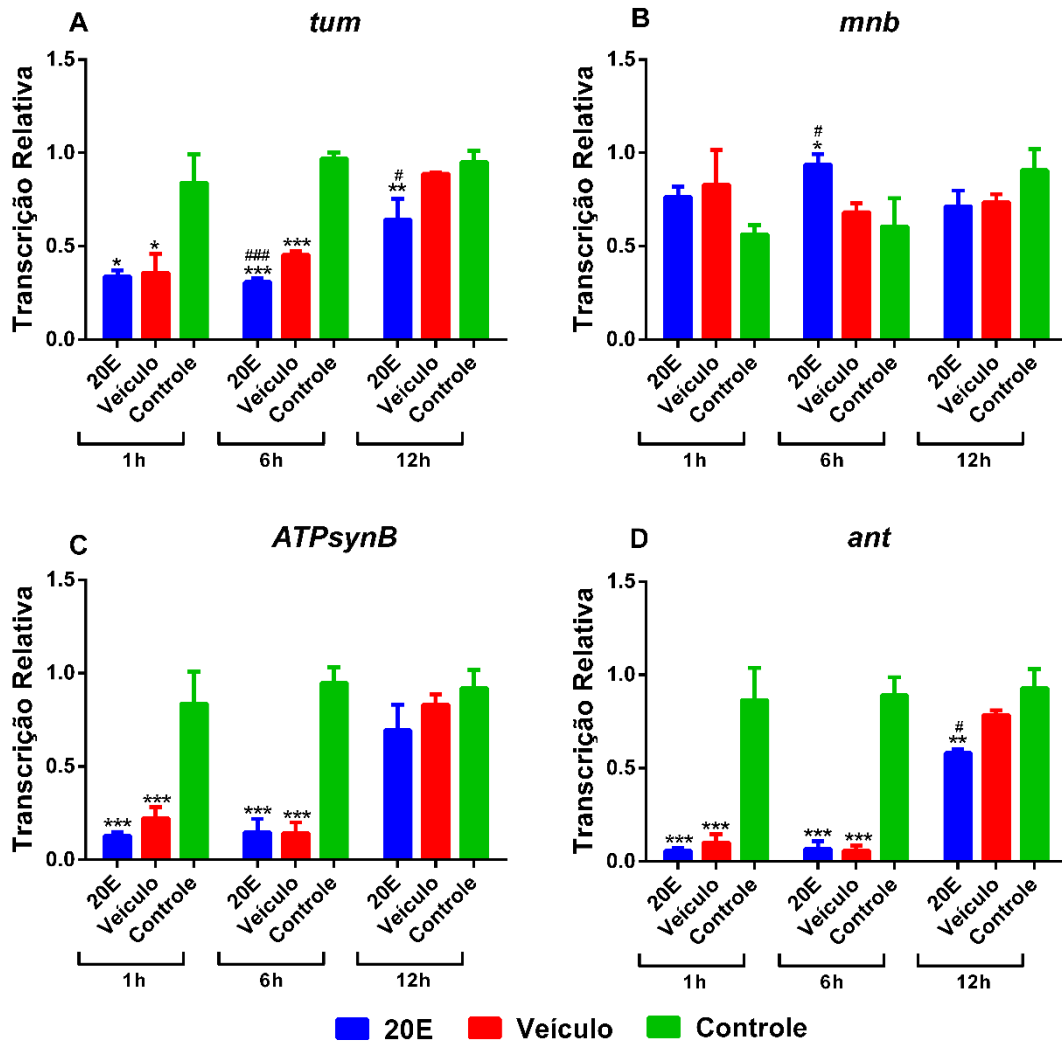 A
tum
Transcrição Relativa
1.5
1.0
0.5
0.0
*
*
###
***
***
#
**
20E
Veículo
Controle
20E
Veículo
Controle
20E
Veículo
Controle
1h
6h
12h
B
mnb
Transcrição Relativa
1.5
1.0
0.5
0.0
#
*
20E
Veículo
Controle
20E
Veículo
Controle
20E
Veículo
Controle
1h
6h
12h
C
ATPsynB
Transcrição Relativa
1.5
1.0
0.5
0.0
***
***
***
***
20E
Veículo
Controle
20E
Veículo
Controle
20E
Veículo
Controle
1h
6h
12h
D
ant
Transcrição Relativa
1.5
1.0
0.5
0.0
***
***
***
***
#
**
20E
Veículo
Controle
20E
Veículo
Controle
20E
Veículo
Controle
1h
6h
12h
20E Veículo Controle